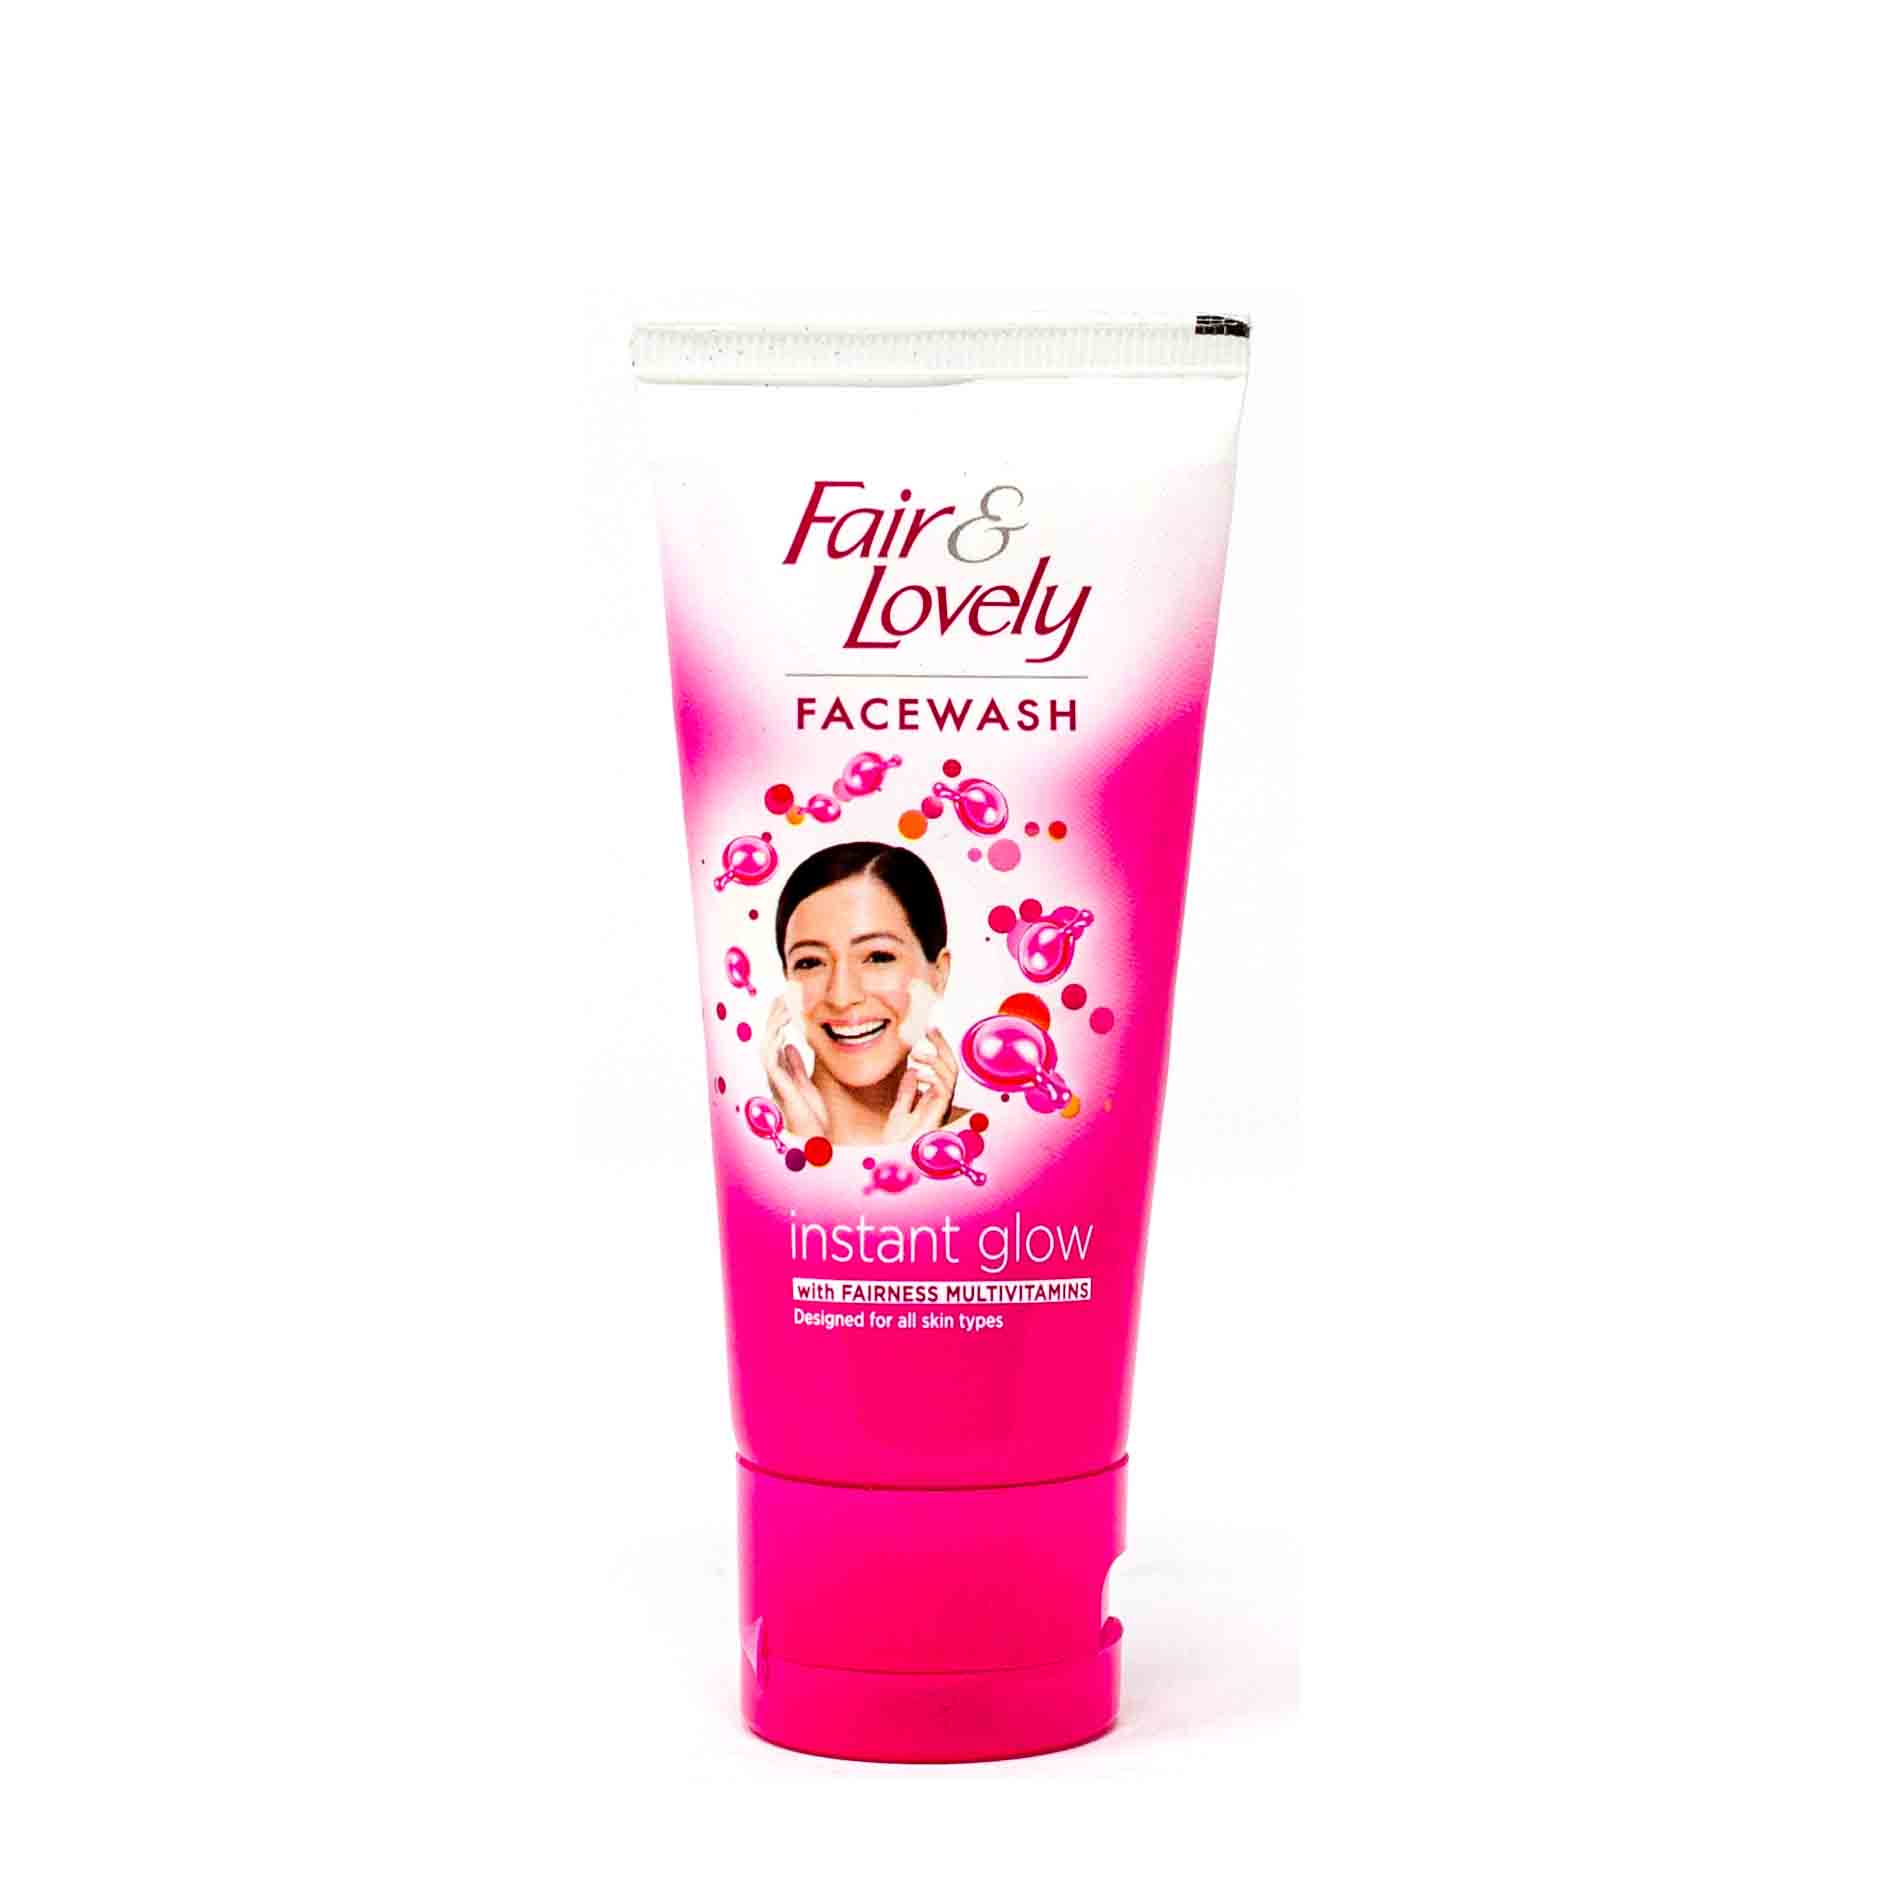 Fair &
Lovely
FACEWASH
instant glow
with FAIRNESS MULTIVITAMINS
Designed for all skin types